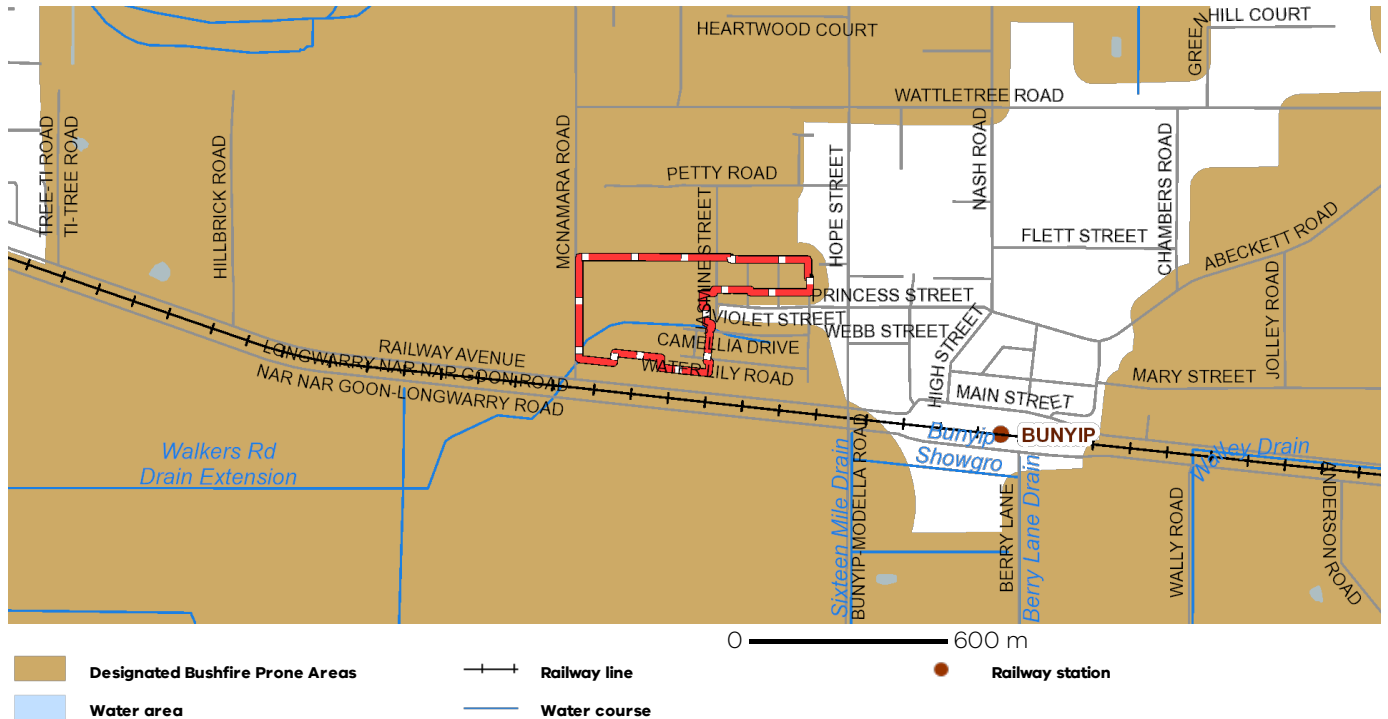 HILL COURT
GREEN
HEARTWOOD COURT
WATTLETREE ROAD
TREE-TI ROAD
TI-TREE ROAD
HILLBRICK ROAD
MCNAMARA ROAD
PETTY ROAD
JASMINE STREET
HOPE STREET
NASH ROAD
CHAMBERS ROAD
FLETT STREET
ABECKETT ROAD
JOLLEY ROAD
PRINCESS STREET
VIOLET STREET
WEBB STREET
CAMELLIA DRIVE
WATER LILY ROAD
HIGH STREET
MAIN STREET
MARY STREET
RAILWAY AVENUE
LONGWARRY-NAR NAR GOON ROAD
NAR NAR GOON-LONGWARRY ROAD
Bunyip
Showgro
BUNYIP
Walkers Rd
Drain Extension
Sixteen Mile Drain
BUNYIP-MODELLA ROAD
BERRY LANE
Berry Lane Drain
WALLY ROAD
Walley Drain
ANDERSON ROAD
0 600 m
Designated Bushfire Prone Areas
Railway line
Railway station
Water area
Water course